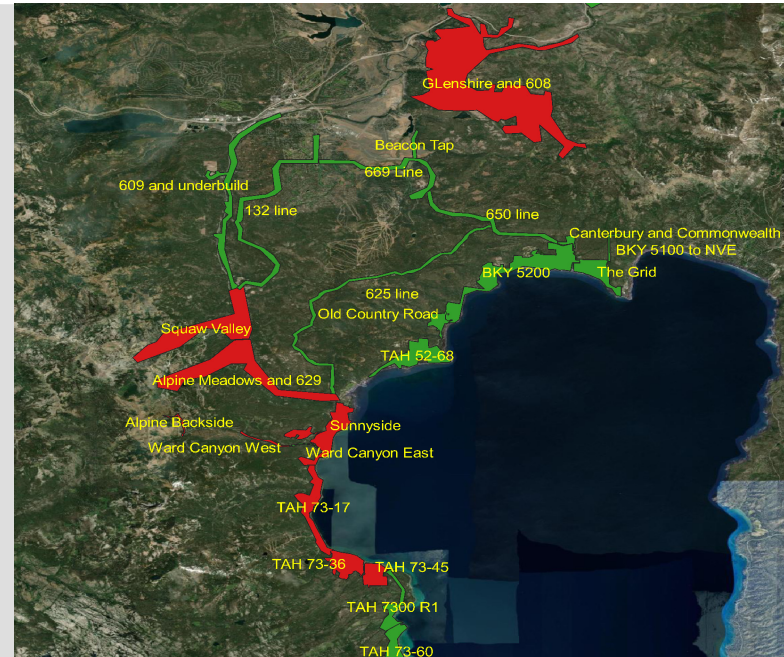 GLenshire and 608
Beacon Tap
669 Line
609 and underbuild
132 line
650 line
Canterbury and Commonwealth
BKY 5100 to NVE
BKY 5200
The Grid
625 line
Old Country Road
Squaw Valley
TAH 52-68
Alpine Meadows and 629
Alpine Backside
Sunnyside
Ward Canyon West
Ward Canyon East
TAH 73-17
TAH 73-36
TAH 73-45
TAH 7300 R1
TAH 73-60